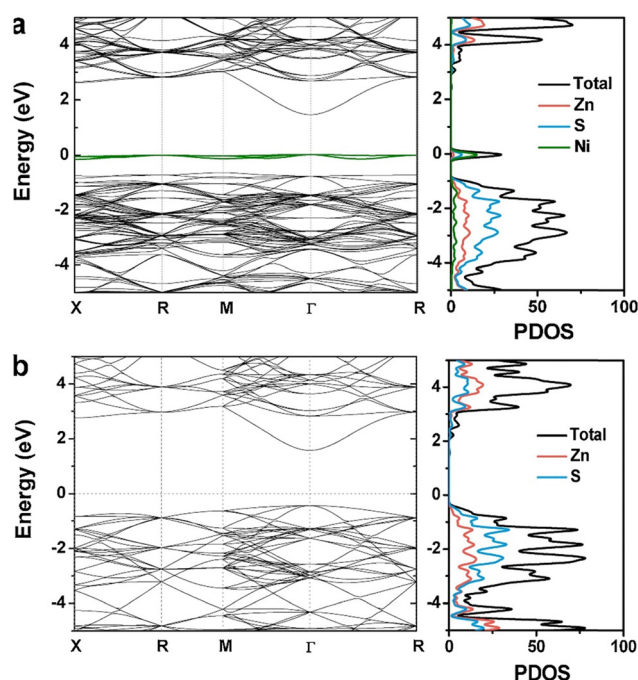 a
Energy (eV)
4
2
0
-2
-4
X R M Γ R
4
2
0
-2
-4
0 50 100
PDOS
Total
Zn
S
Ni
b
Energy (eV)
4
2
0
-2
-4
X R M Γ R
4
2
0
-2
-4
0 50 100
PDOS
Total
Zn
S